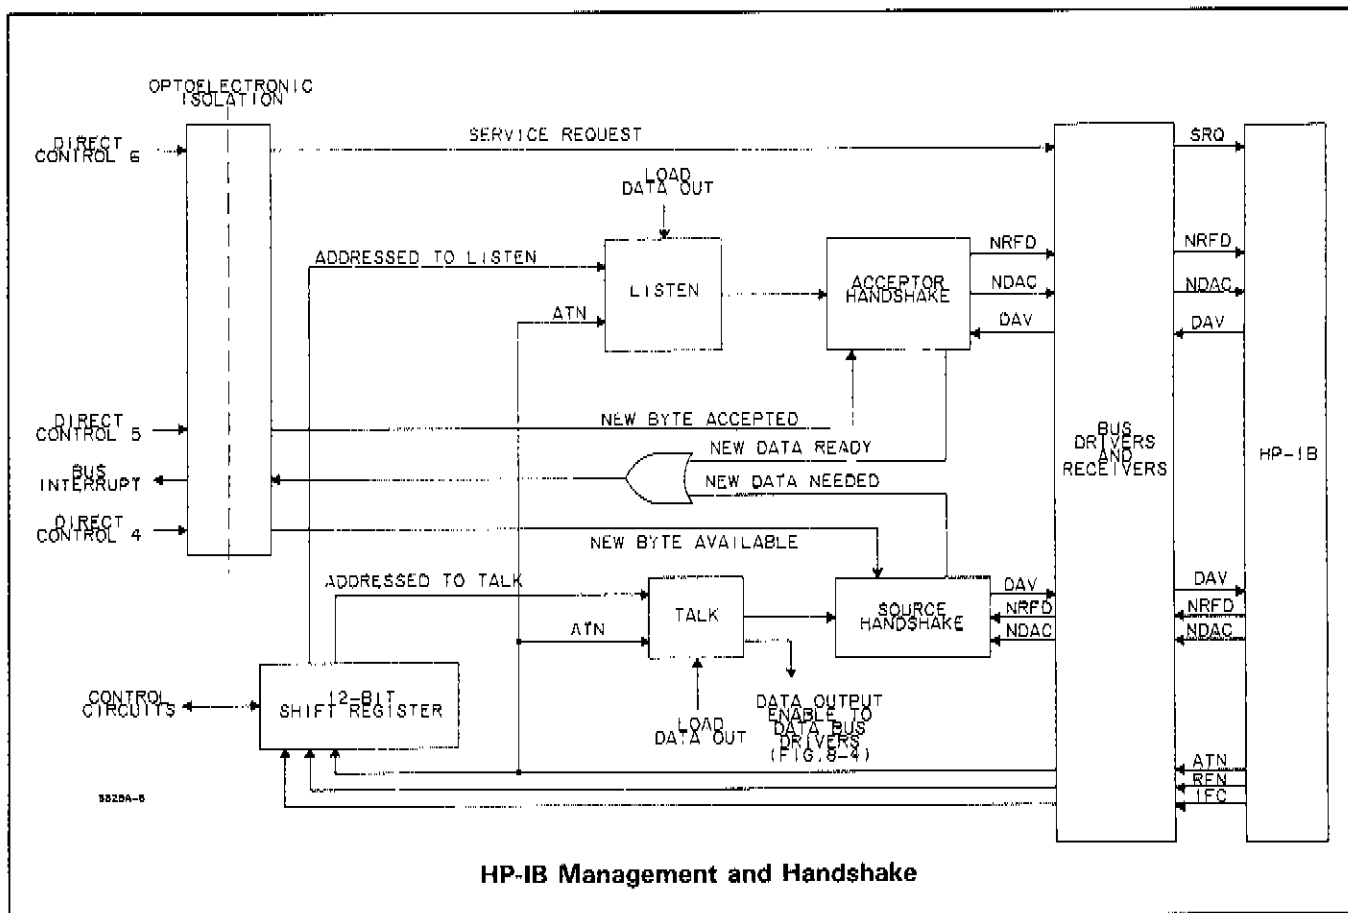 OPTOELECTRONIC
ISOLATION
DIRECT
CONTROL 6
SERVICE REQUEST
SRQ
LOAD
DATA OUT
ADDRESSED TO LISTEN
LISTEN
ATN
ACCEPTOR
HANDSHAKE
NRFD
NDAC
DAV
NRFD
NDAC
DAV
DIRECT
CONTROL 5
NEW BYTE ACCEPTED
NEW DATA READY
BUS
INTERRUPT
NEW DATA NEEDED
BUS
DRIVERS
AND
RECEIVERS
HP-IB
DIRECT
CONTROL 4
NEW BYTE AVAILABLE
ADDRESSED TO TALK
TALK
ATN
SOURCE
HANDSHAKE
DAV
NRFD
NDAC
DAV
NRFD
NDAC
CONTROL
CIRCUITS
12-BIT
SHIFT REGISTER
LOAD
DATA OUT
DATA OUTPUT
ENABLE TO
DATA BUS
DRIVERS
(FIG.8-4)
ATN
REN
IFC
HP-IB Management and Handshake